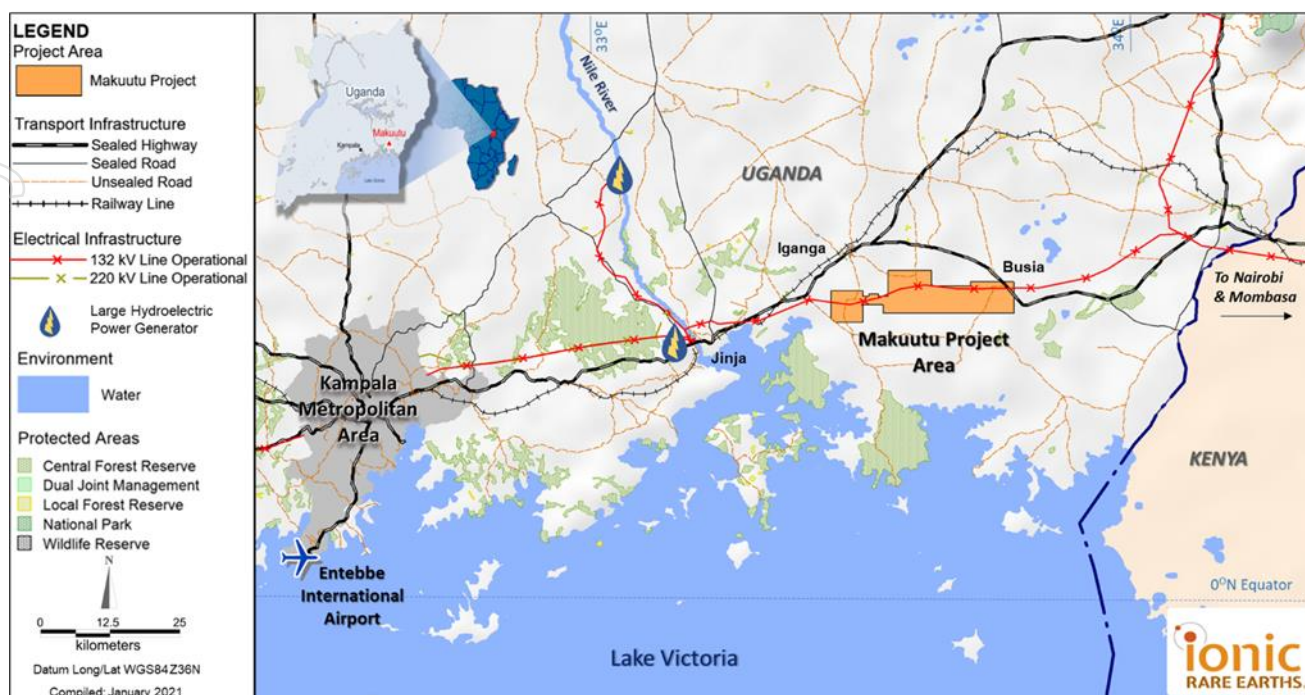 LEGEND
Project Area
Makuutu Project
Transport Infrastructure
Sealed Highway
Sealed Road
Unsealed Road
Railway Line
Electrical Infrastructure
132 kV Line Operational
220 kV Line Operational
Large Hydroelectric
Power Generator
Environment
Water
Protected Areas
Central Forest Reserve
Dual Joint Management
Local Forest Reserve
National Park
Wildlife Reserve
N
0 12.5 25
kilometers
Datum Long/Lat WGS84Z36N
Compiled: January 2021
Uganda
Makuutu
Kampala
33°E
34°E
Nile River
UGANDA
Iganga
Busia
To Nairobi
& Mombasa
Makuutu Project
Area
Jinja
Kampala
Metropolitan
Area
KENYA
Entebbe
International
Airport
0°N Equator
Lake Victoria
ionic
RARE EARTHS